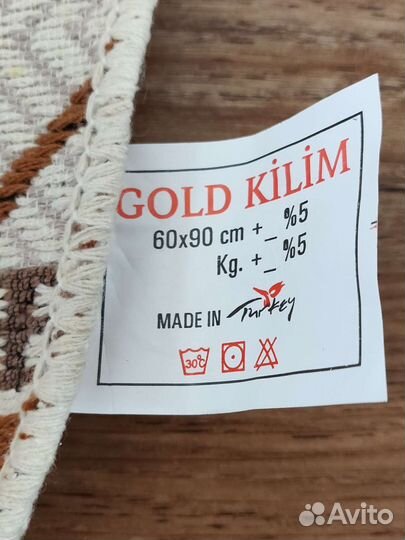 GOLD KİLİM
60x90 cm +_ %5
Kg. +_ %5
MADE IN Turkey
30°C
Avito